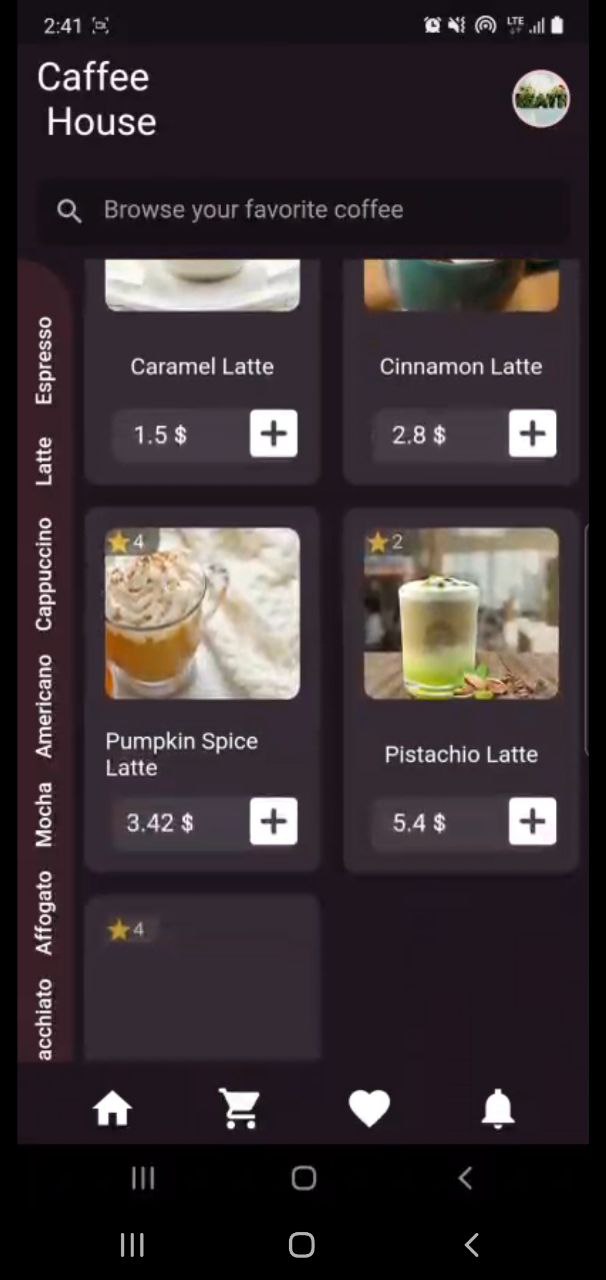 2:41
LTE
Caffee
House
Browse your favorite coffee
Espresso
Latte
Cappuccino
Americano
Mocha
Affogato
acchiato
Caramel Latte
Cinnamon Latte
1.5 $
2.8 $
4
2
Pumpkin Spice
Latte
Pistachio Latte
3.42 $
5.4 $
4